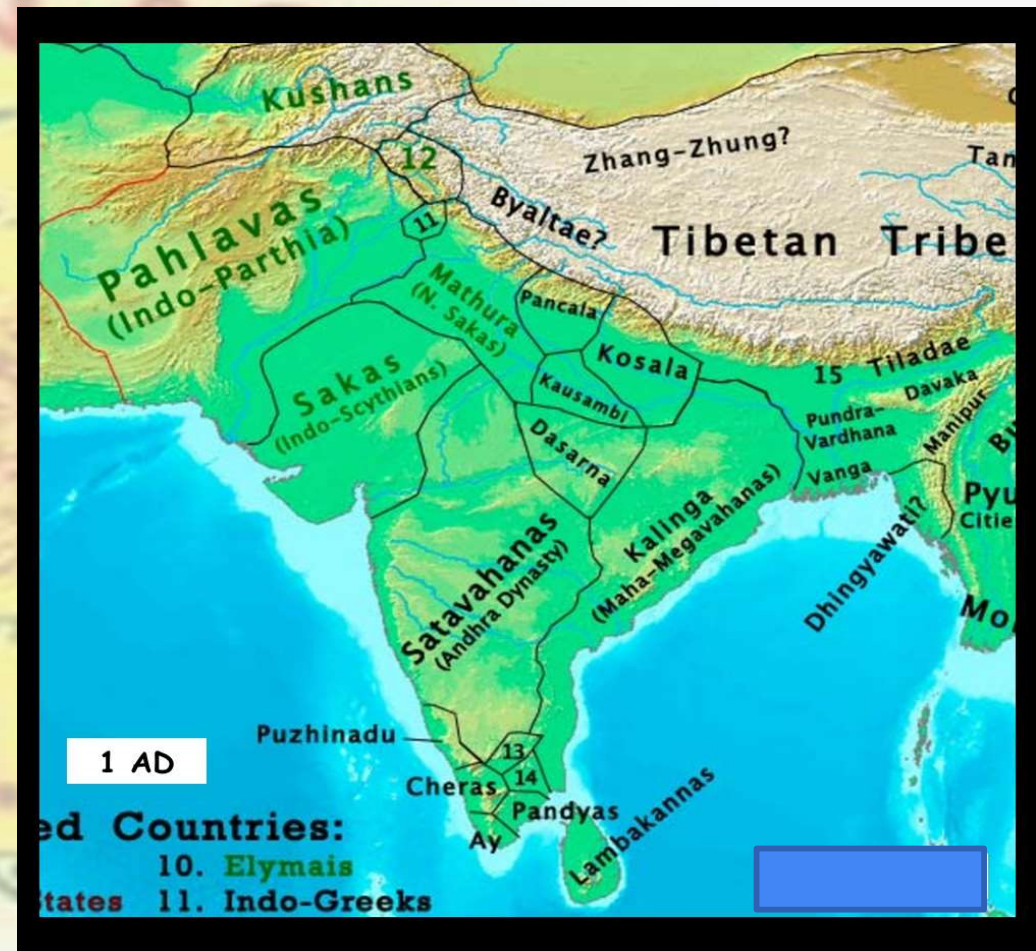 Kushans
12
Zhang-Zhung?
Tan
Byaltae?
Tibetan Tribe
Pahlavas
(Indo-Parthia)
11
Mathura
(N. Sakas)
Pancala
Kosala
Sakas
(Indo-Scythians)
Kausambi
15
Tiladae
Davaka
Pundra-
Vardhana
Manipur
Dasarna
Vanga
Pyu
Citie
Kalinga
(Maha-Megavahanas)
Satavahanas
(Andhra Dynasty)
Dhingyawati?
Mo
Puzhinadu
13
1 AD
14
Cheras
Pandyas
Ay
Lambakannas
ed Countries:
10. Elymais
tates 11. Indo-Greeks